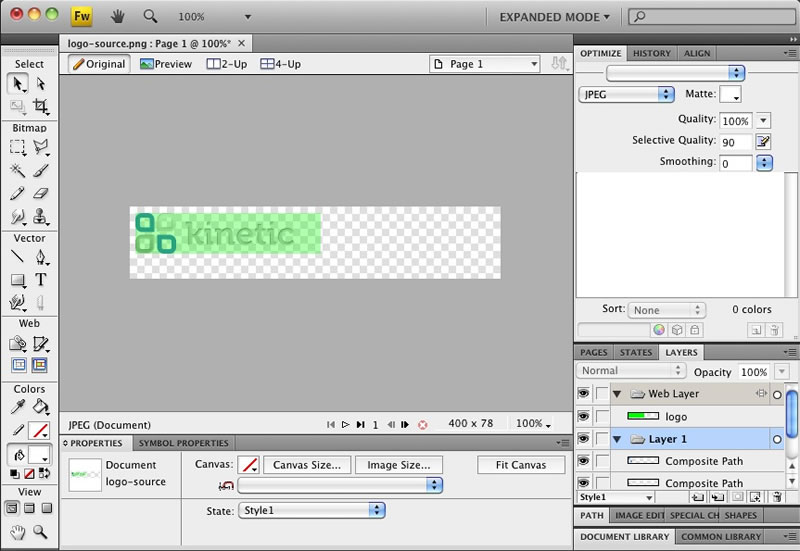 Fw 100% EXPANDED MODE
logo-source.png : Page 1 @ 100%*
Original Preview 2-Up 4-Up Page 1
Select
Bitmap
Vector
T
Web
Colors
View
kinetic
JPEG (Document) 1 400 x 78 100%
PROPERTIES SYMBOL PROPERTIES
Document Canvas: Canvas Size... Image Size... Fit Canvas
logo-source
State: Style1
OPTIMIZE HISTORY ALIGN
JPEG Matte:
Quality: 100%
Selective Quality: 90
Smoothing: 0
Sort: None 0 colors
PAGES STATES LAYERS
Normal Opacity 100%
Web Layer
logo
Layer 1
Composite Path
Composite Path
Style1
PATH IMAGE EDIT SPECIAL CH SHAPES
DOCUMENT LIBRARY COMMON LIBRARY